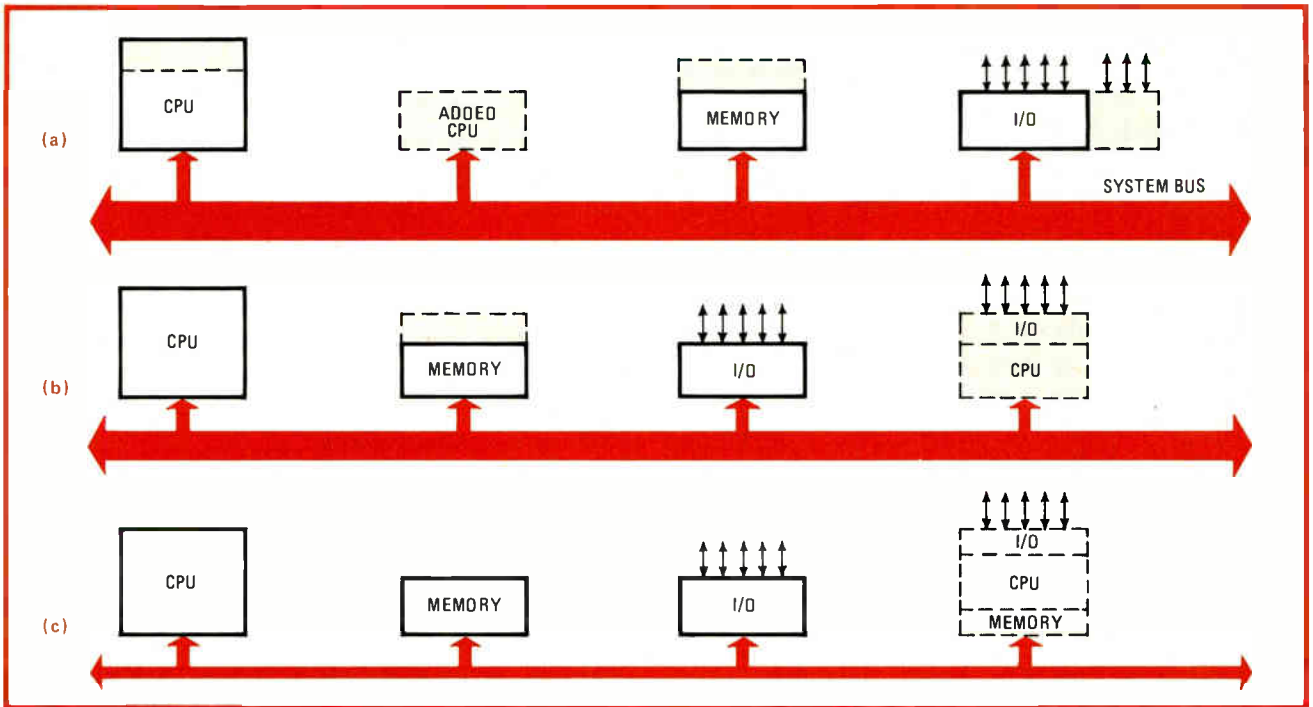 (a)
CPU
ADDED
CPU
MEMORY
I/O
SYSTEM BUS
(b)
CPU
MEMORY
I/O
I/O
CPU
(c)
CPU
MEMORY
I/O
I/O
CPU
MEMORY